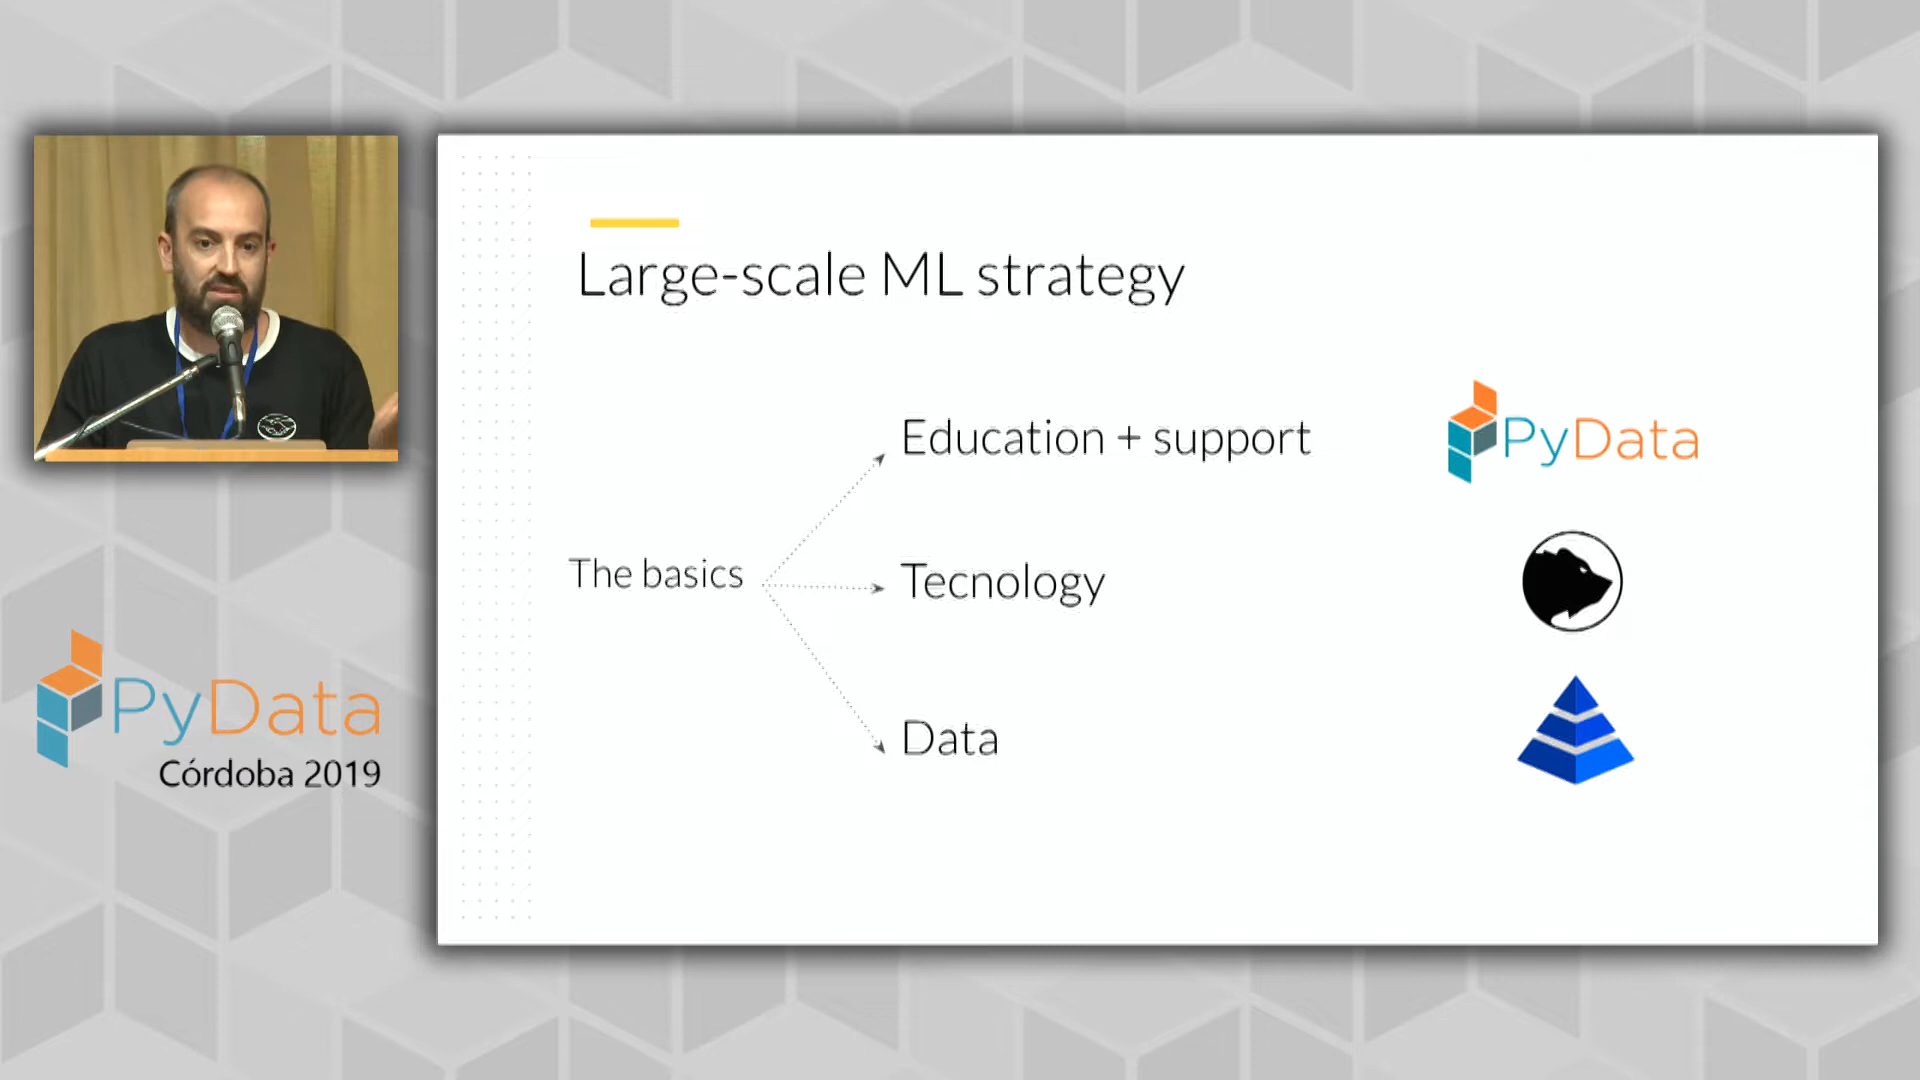 Large-scale ML strategy
Education + support
PyData
The basics
Tecnology
Data
PyData
Córdoba 2019